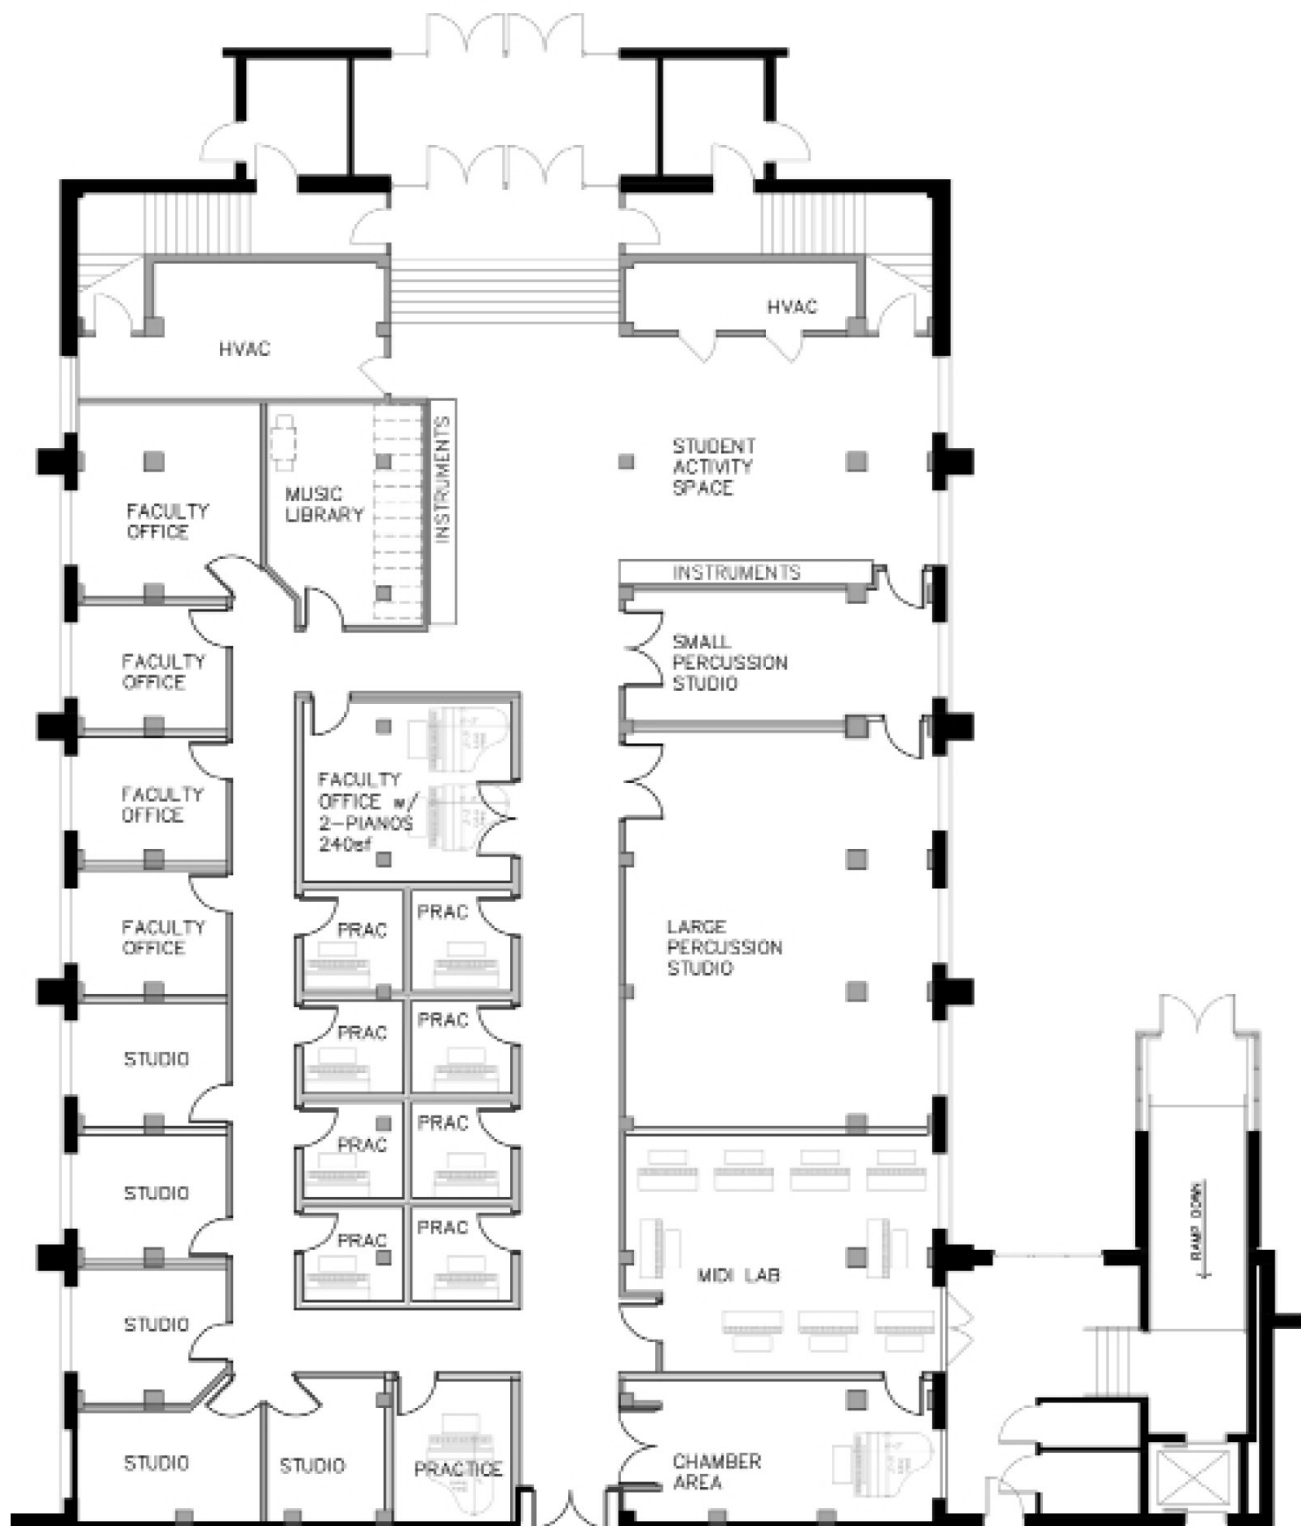 HVAC
HVAC
INSTRUMENTS
STUDENT
ACTIVITY
SPACE
MUSIC
LIBRARY
FACULTY
OFFICE
INSTRUMENTS
SMALL
PERCUSSION
STUDIO
FACULTY
OFFICE
FACULTY
OFFICE w/
2-PIANOS
240sf
FACULTY
OFFICE
PRAC
PRAC
FACULTY
OFFICE
LARGE
PERCUSSION
STUDIO
PRAC
PRAC
STUDIO
PRAC
PRAC
STUDIO
PRAC
PRAC
RAMP DOWN
MIDI LAB
STUDIO
STUDIO
STUDIO
PRACTICE
CHAMBER
AREA